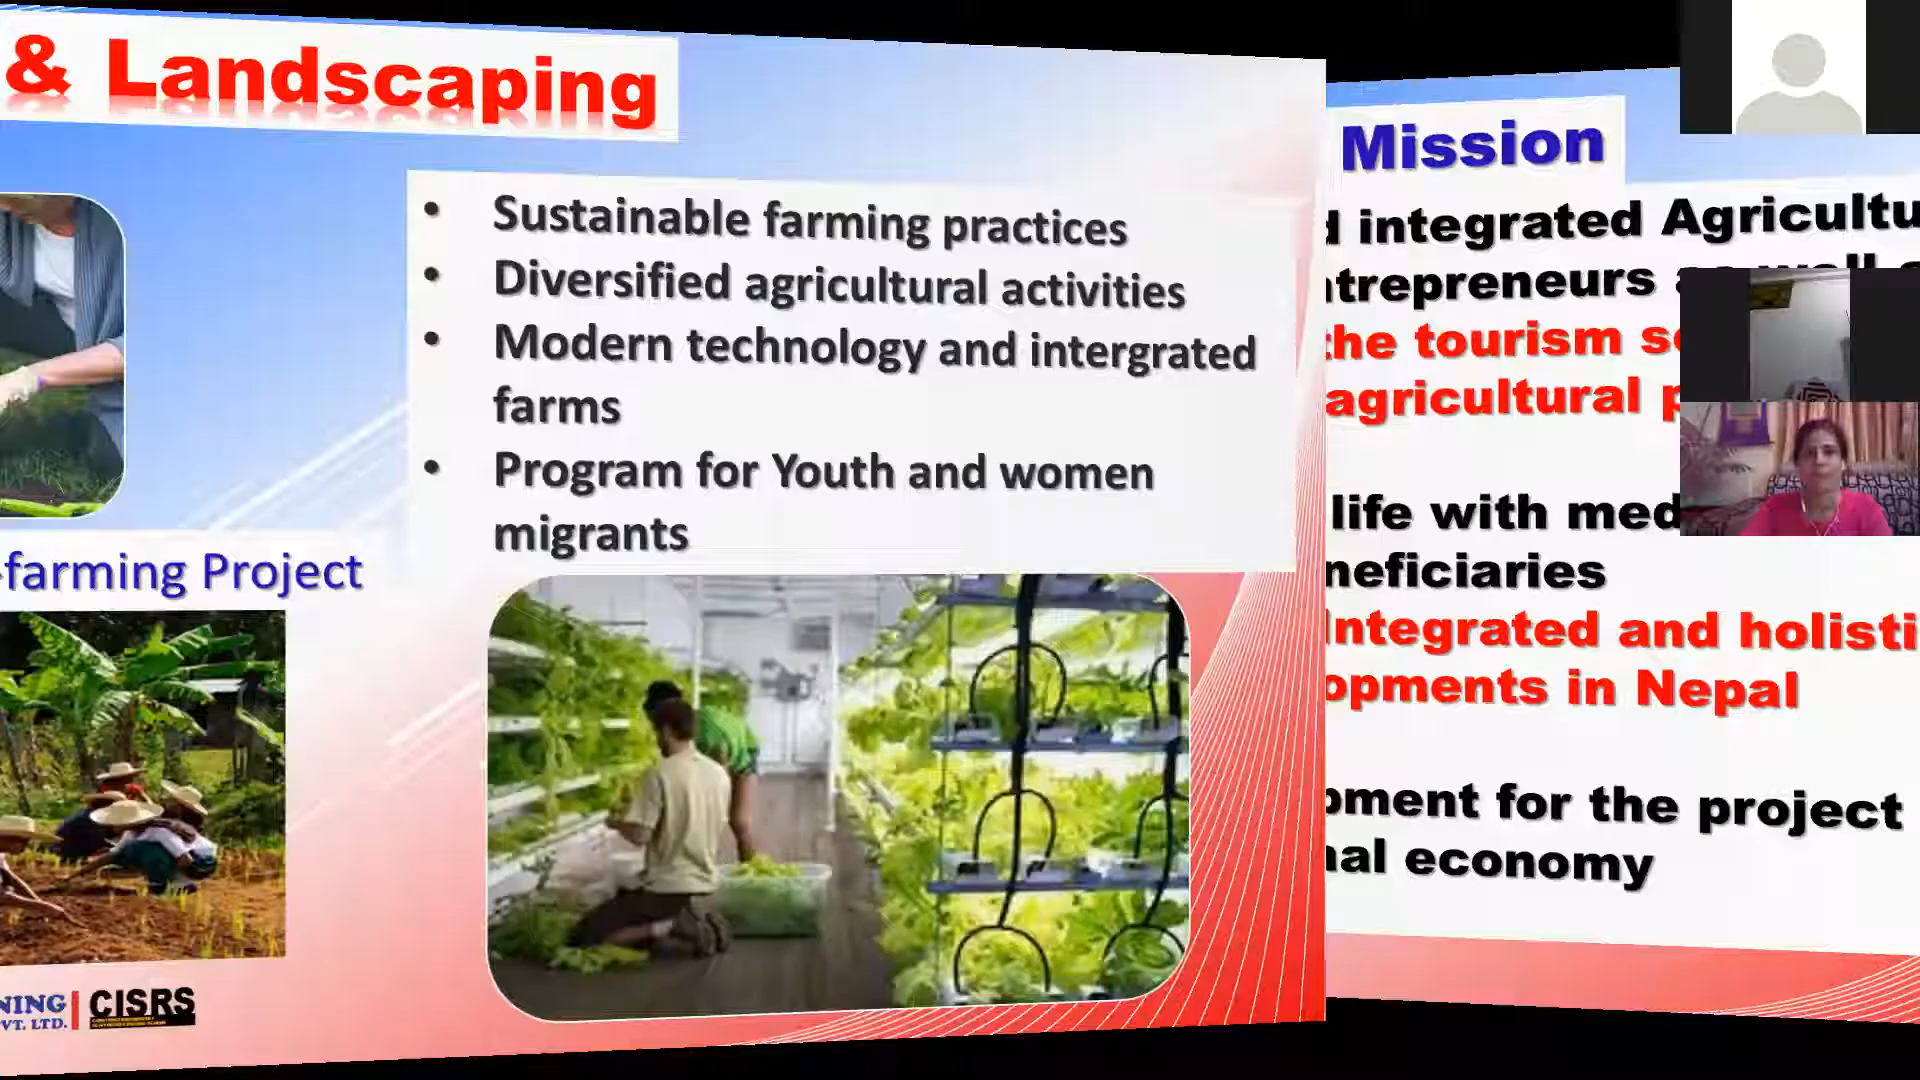 & Landscaping
• Sustainable farming practices
• Diversified agricultural activities
• Modern technology and intergrated
farms
• Program for Youth and women
migrants
-farming Project
NING
VT. LTD.
CISRS
Mission
d integrated Agricultu
ntrepreneurs
the tourism s
agricultural p
life with med
neficiaries
Integrated and holisti
opments in Nepal
pment for the project
nal economy